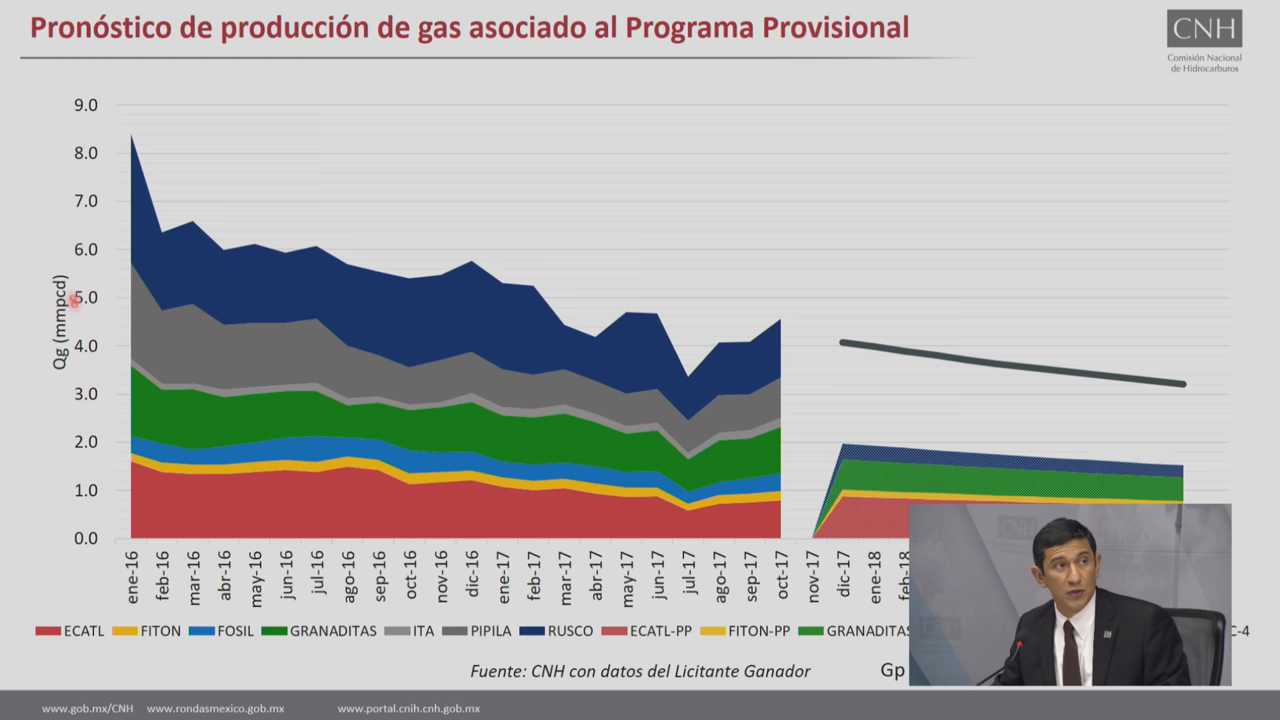 Pronóstico de producción de gas asociado al Programa Provisional
CNH
Comisión Nacional
de Hidrocarburos
Qg (mmpcd)
9.0
8.0
7.0
6.0
5.0
4.0
3.0
2.0
1.0
0.0
ene-16
feb-16
mar-16
abr-16
may-16
jun-16
jul-16
ago-16
sep-16
oct-16
nov-16
dic-16
ene-17
feb-17
mar-17
abr-17
may-17
jun-17
jul-17
ago-17
sep-17
oct-17
nov-17
dic-17
ene-18
feb-18
ECATL FITON FOSIL GRANADITAS ITA PIPILA RUSCO ECATL-PP FITON-PP GRANADITAS C-4
Fuente: CNH con datos del Licitante Ganador
Gp
CNH
www.gob.mx/CNH www.rondasmexico.gob.mx www.portal.cnih.cnh.gob.mx